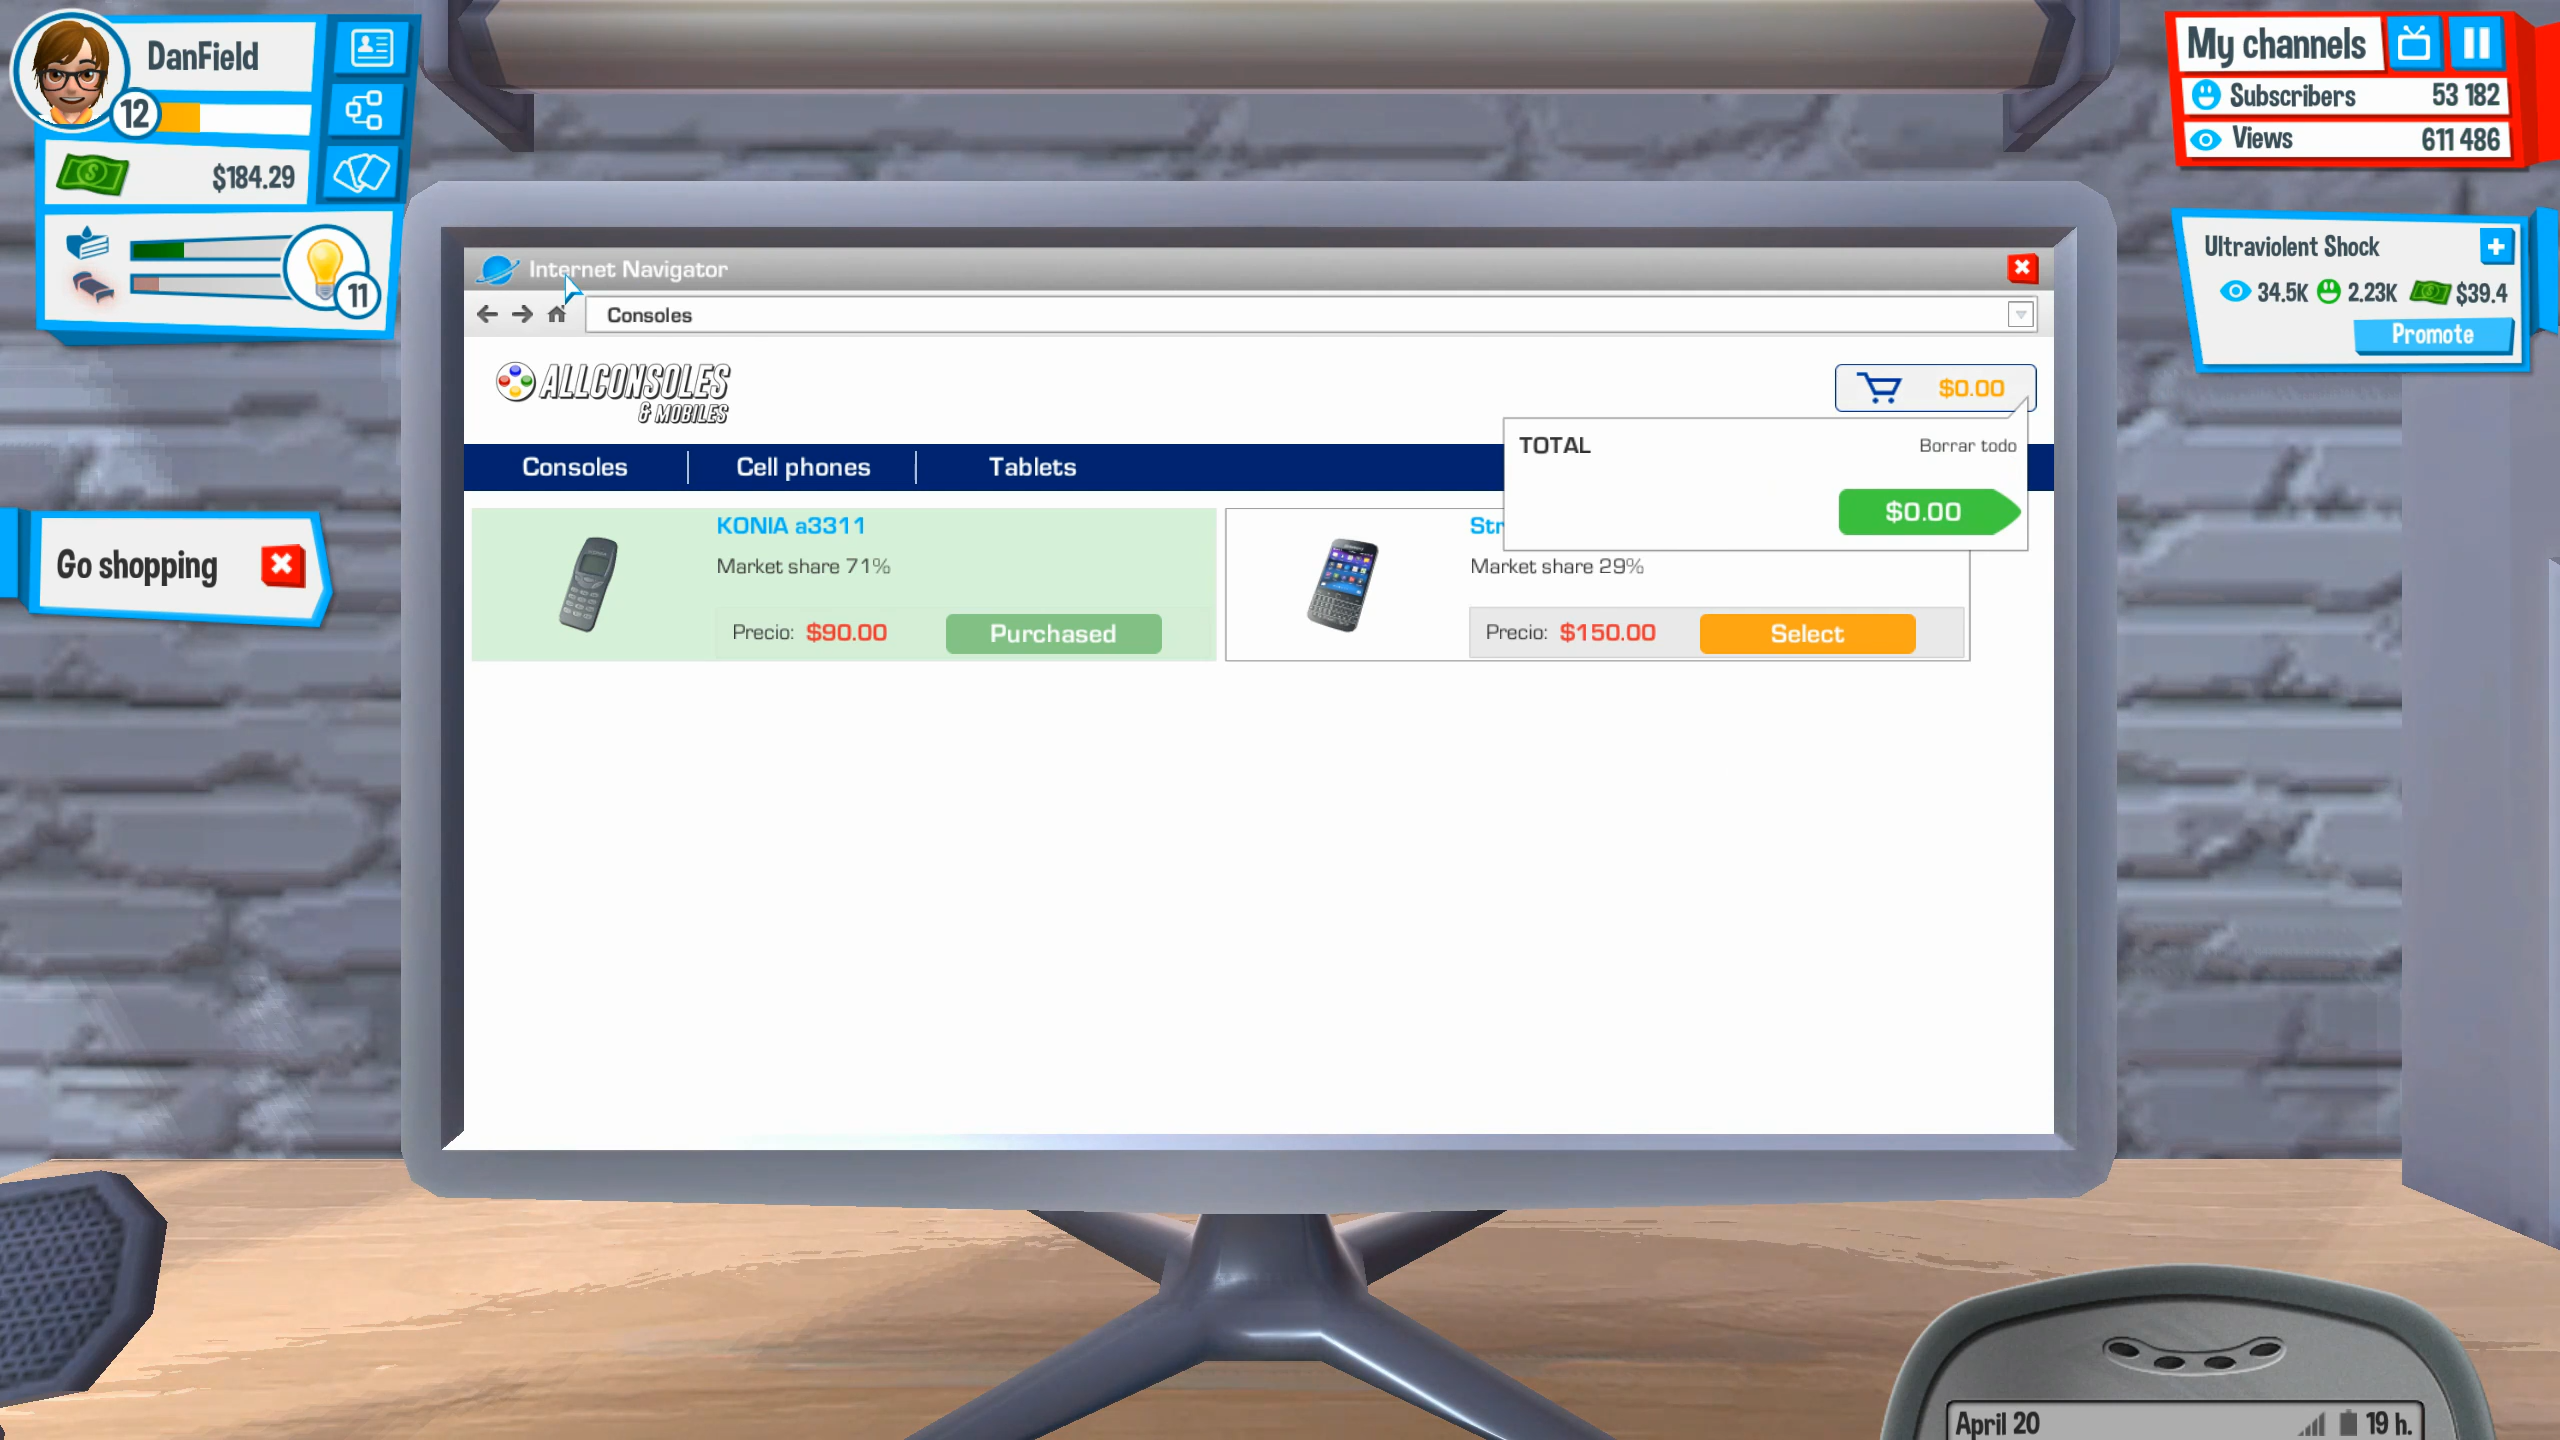 DanField
12
$184.29
11
My channels
Subscribers 53 182
Views 611 486
Ultraviolent Shock
34.5K 2.23K $39.4
Promote
Go shopping
Internet Navigator
Consoles
ALLCONSOLES
& MOBILES
$0.00
TOTAL Borrar todo
$0.00
Consoles Cell phones Tablets
KONIA a3311
Market share 71%
Precio: $90.00 Purchased
Market share 29%
Precio: $150.00 Select
April 20 19 h.